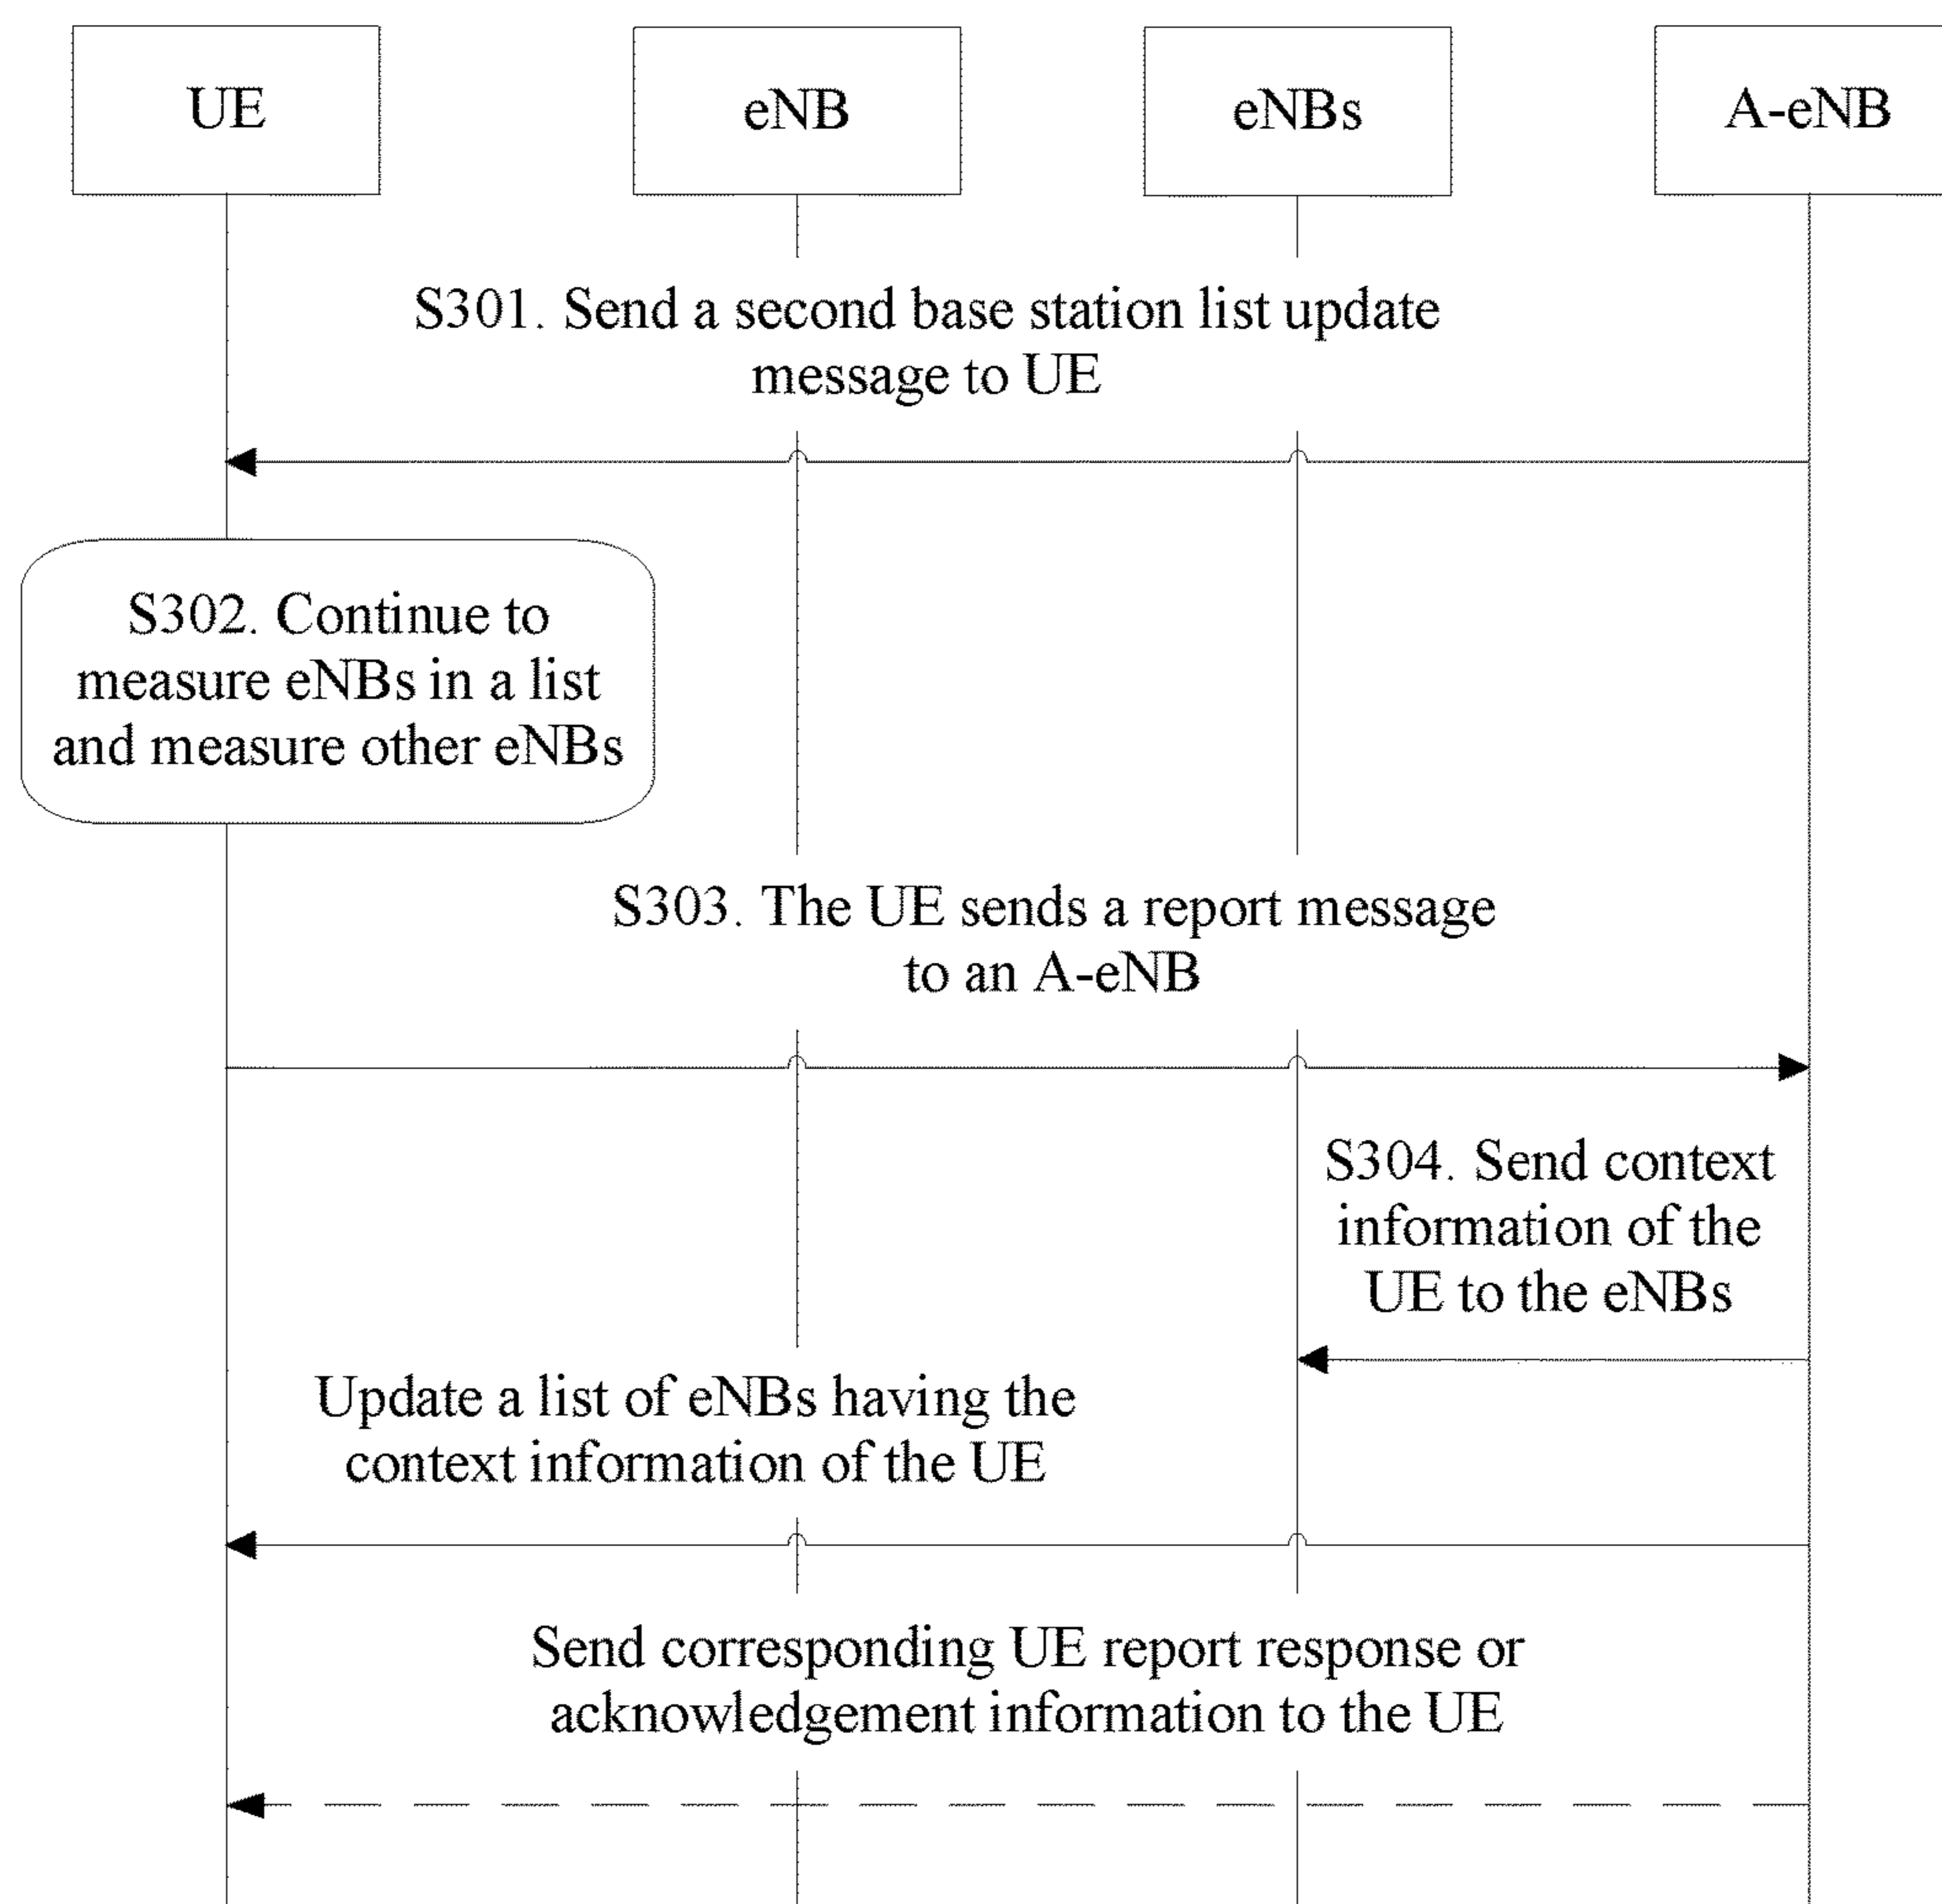 UE
eNB
eNBs
A-eNB
S301. Send a second base station list update
message to UE
S302. Continue to
measure eNBs in a list
and measure other eNBs
S303. The UE sends a report message
to an A-eNB
S304. Send context
information of the
UE to the eNBs
Update a list of eNBs having the
context information of the UE
Send corresponding UE report response or
acknowledgement information to the UE